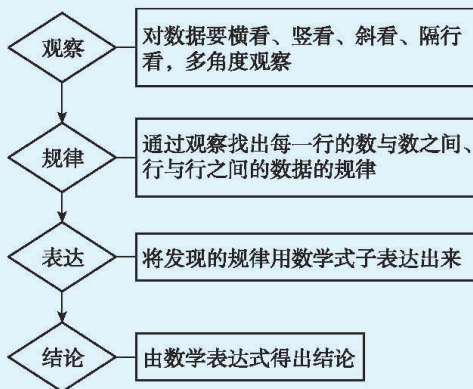 观察
对数据要横看、竖看、斜看、隔行
看，多角度观察
规律
通过观察找出每一行的数与数之间、
行与行之间的数据的规律
表达
将发现的规律用数学式子表达出来
结论
由数学表达式得出结论